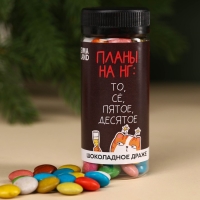 ПЛАНЫ
НА НГ:
ТО,
СЁ,
ПЯТОЕ,
ДЕСЯТОЕ
ШОКОЛАДНОЕ ДРАЖЕ